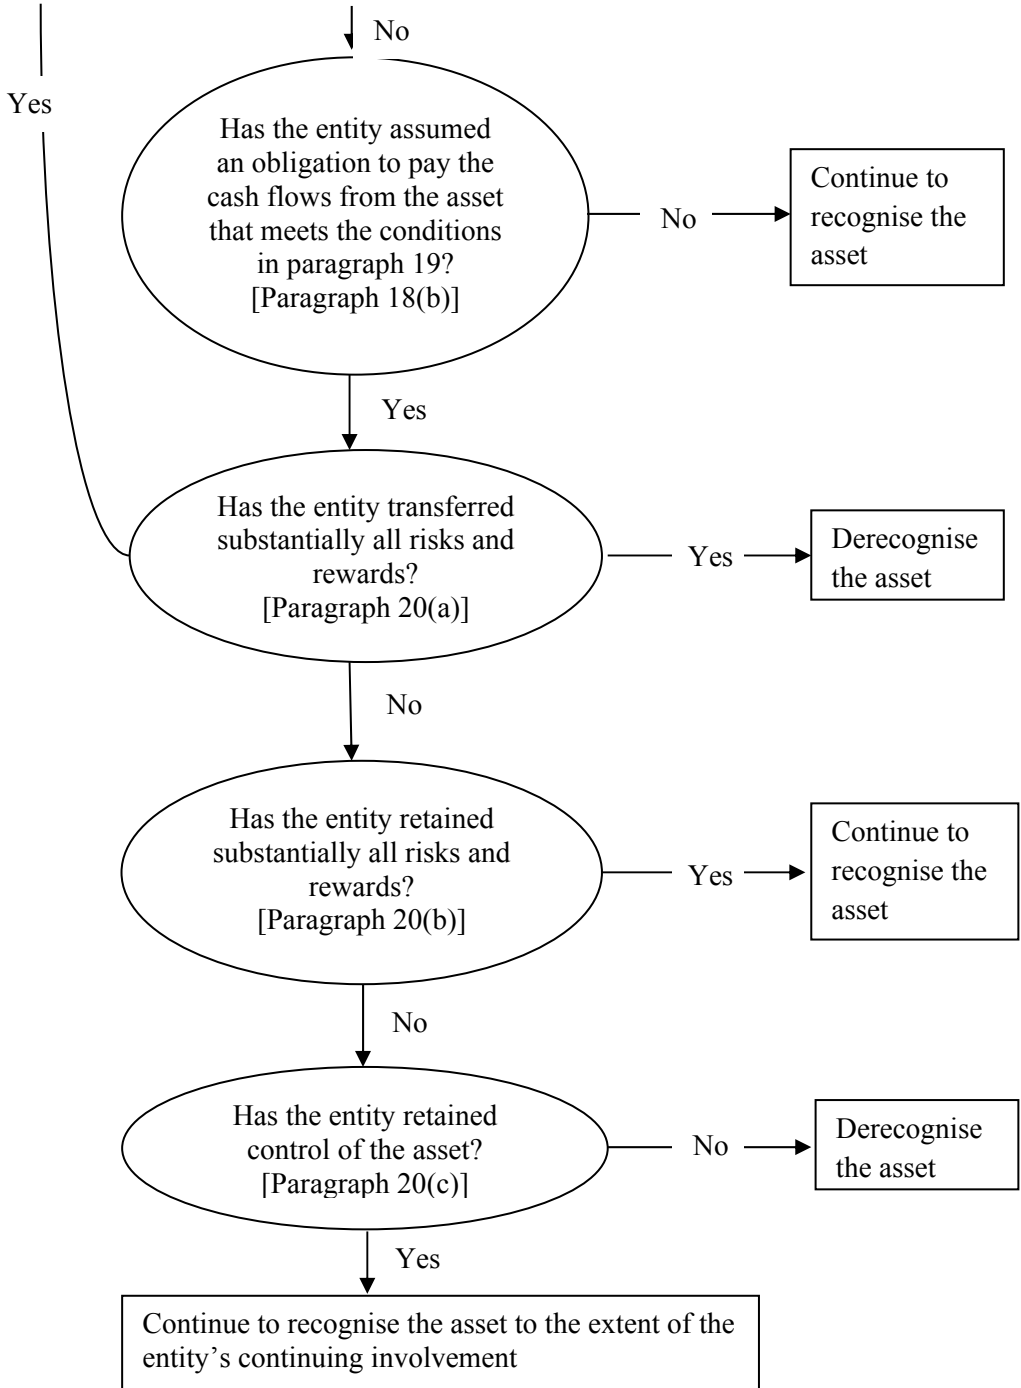 No
Yes
Has the entity assumed
an obligation to pay the
cash flows from the asset
that meets the conditions
in paragraph 19?
[Paragraph 18(b)]
No
Continue to
recognise the
asset
Yes
Has the entity transferred
substantially all risks and
rewards?
[Paragraph 20(a)]
Yes
Derecognise
the asset
No
Has the entity retained
substantially all risks and
rewards?
[Paragraph 20(b)]
Yes
Continue to
recognise the
asset
No
Has the entity retained
control of the asset?
[Paragraph 20(c)]
No
Derecognise
the asset
Yes
Continue to recognise the asset to the extent of the
entity’s continuing involvement